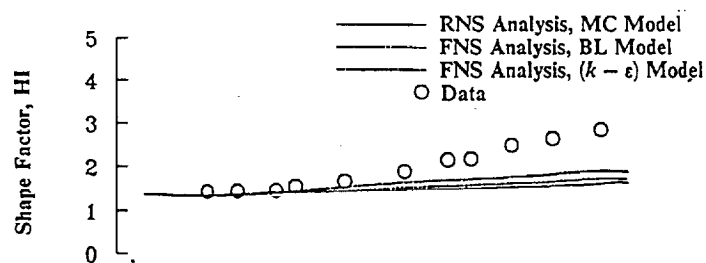 RNS Analysis, MC Model
FNS Analysis, BL Model
FNS Analysis, (k − ε) Model
Data
Shape Factor, HI
5
4
3
2
1
0